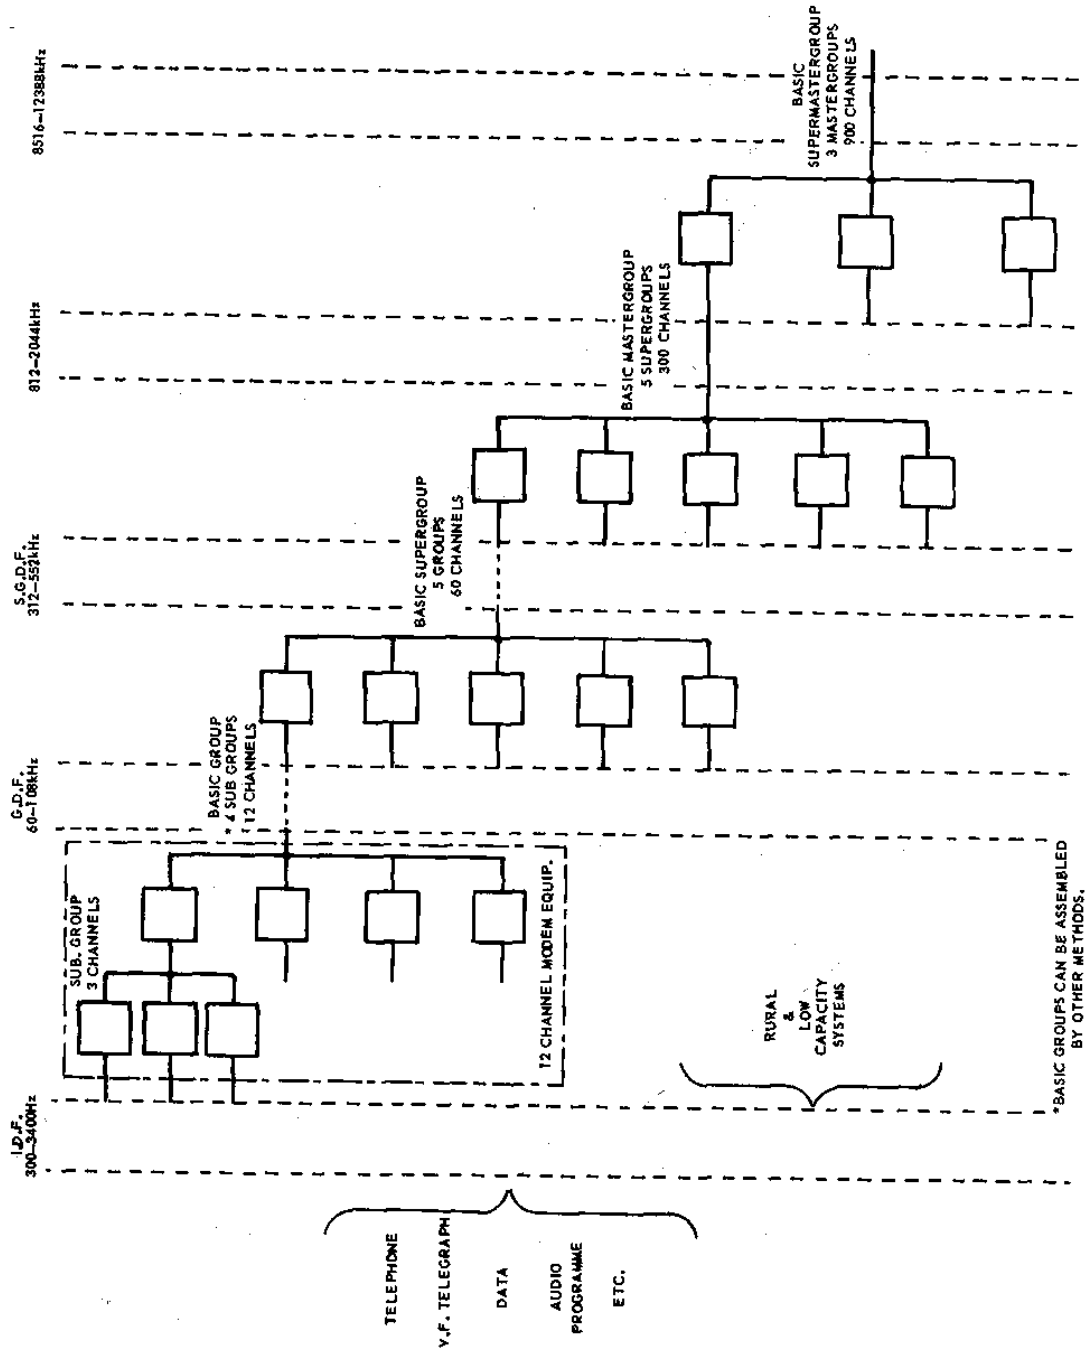 I.D.F.
300-3400Hz
G.D.F.
60-108kHz
S.G.D.F.
312-552kHz
812-2044kHz
8516-12388kHz
SUB. GROUP
3 CHANNELS
12 CHANNEL MODEM EQUIP.
BASIC GROUP
* 4 SUB GROUPS
12 CHANNELS
BASIC SUPERGROUP
5 GROUPS
60 CHANNELS
BASIC MASTERGROUP
5 SUPERGROUPS
300 CHANNELS
BASIC
SUPERMASTERGROUP
3 MASTERGROUPS
900 CHANNELS
TELEPHONE
V.F. TELEGRAPH
DATA
AUDIO
PROGRAMME
ETC.
RURAL
&
LOW
CAPACITY
SYSTEMS
*BASIC GROUPS CAN BE ASSEMBLED
BY OTHER METHODS.